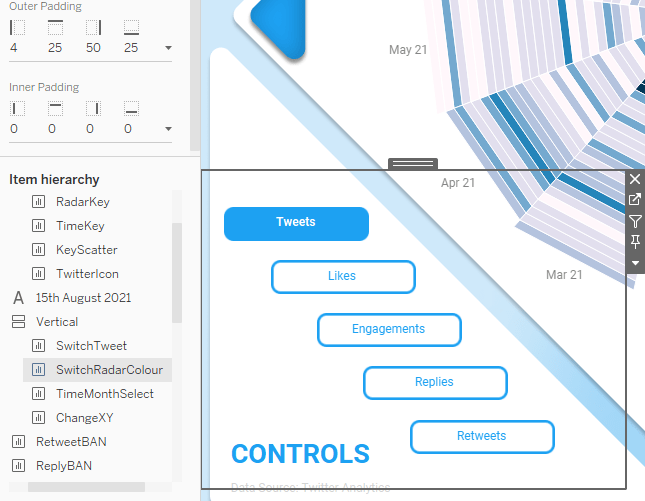 Outer Padding
4 25 50 25
Inner Padding
0 0 0 0
Item hierarchy
RadarKey
TimeKey
KeyScatter
TwitterIcon
A 15th August 2021
Vertical
SwitchTweet
SwitchRadarColour
TimeMonthSelect
ChangeXY
RetweetBAN
ReplyBAN
May 21
Apr 21
Mar 21
Tweets
Likes
Engagements
Replies
Retweets
CONTROLS
Data Source: Twitter Analytics